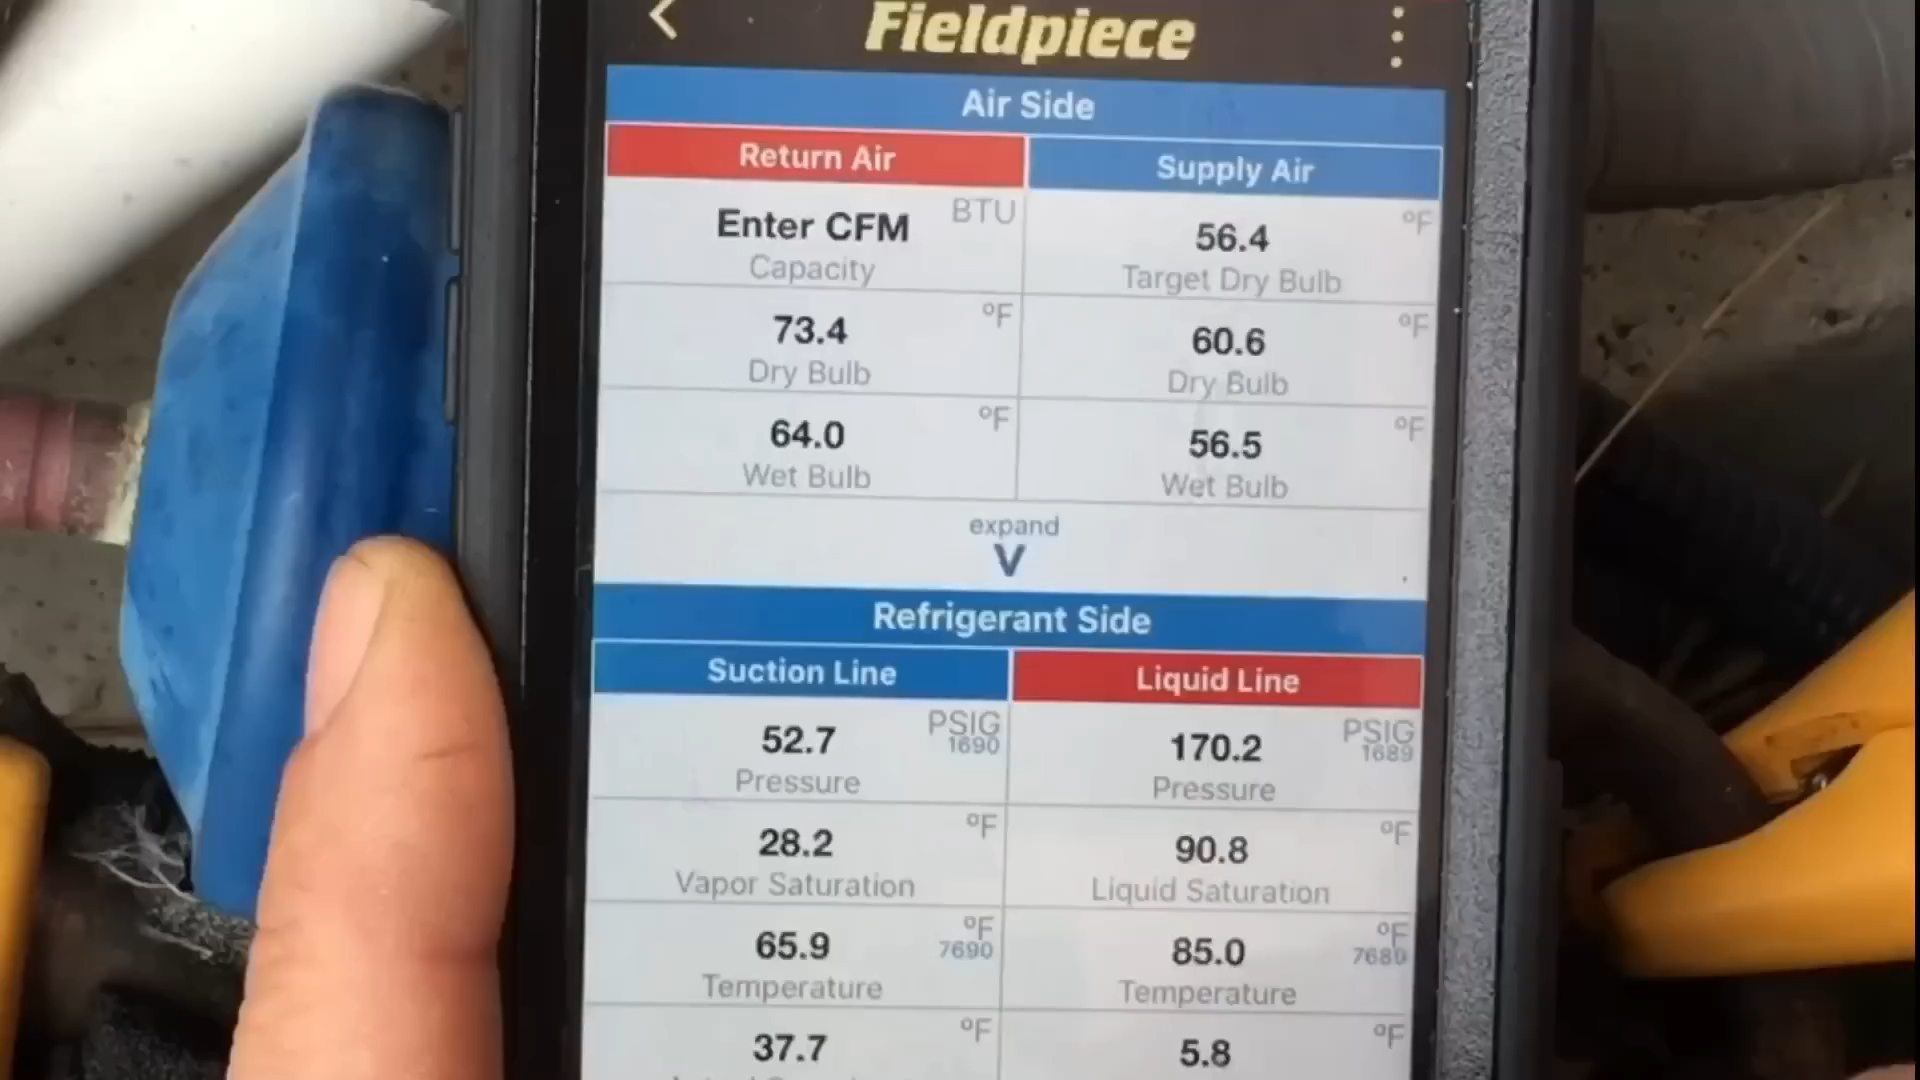 Fieldpiece
Air Side
Return Air
Supply Air
Enter CFM BTU
Capacity
56.4 °F
Target Dry Bulb
73.4 °F
Dry Bulb
60.6 °F
Dry Bulb
64.0 °F
Wet Bulb
56.5 °F
Wet Bulb
expand
Refrigerant Side
Suction Line
Liquid Line
52.7 PSIG
1690
Pressure
170.2 PSIG
1689
Pressure
28.2 °F
Vapor Saturation
90.8 °F
Liquid Saturation
65.9 °F
7690
Temperature
85.0 °F
7689
Temperature
37.7 °F
5.8 °F